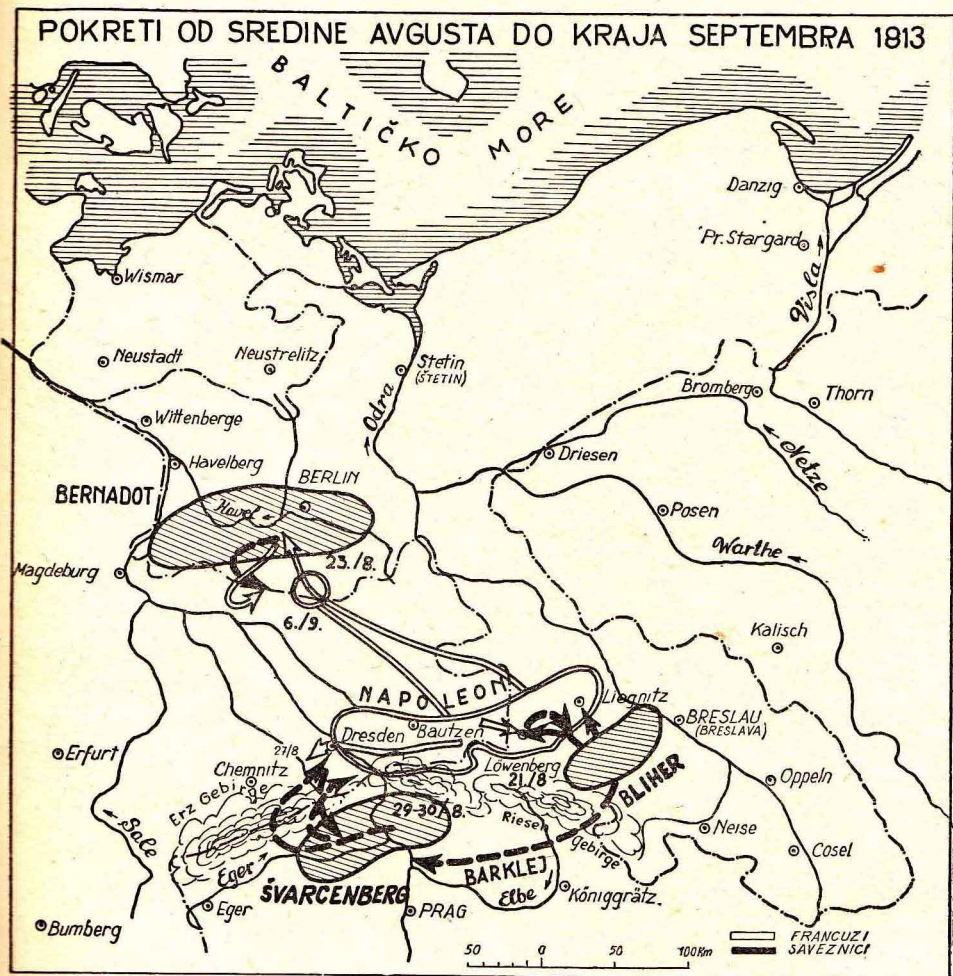 POKRETI OD SREDINE AVGUSTA DO KRAJA SEPTEMBRA 1813
BALTIČKO MORE
Danzig
Pr. Stargard
Visla
Wismar
Neustadt
Neustrelitz
Stetin
(ŠTETIN)
Odra
Bromberg
Thorn
Wittenberge
Netze
Driesen
Havelberg
BERLIN
BERNADOT
Havel
Posen
Warthe
Magdeburg
23./8.
6./9.
Kalisch
NAPOLEON
Liegnitz
BRESLAU
(BRESLAVA)
Dresden
Bautzen
27/8
Erfurt
Chemnitz
Löwenberg
21./8
BLIHER
Oppeln
Erz Gebirge
29-30/8.
Riesen gebirge
Neise
Cosel
Sale
Eger
BARKLEJ
Elbe
ŠVARCENBERG
Königgrätz
Eger
PRAG
Bumberg
FRANCUZI
SAVEZNICI
50 0 50 100 Km